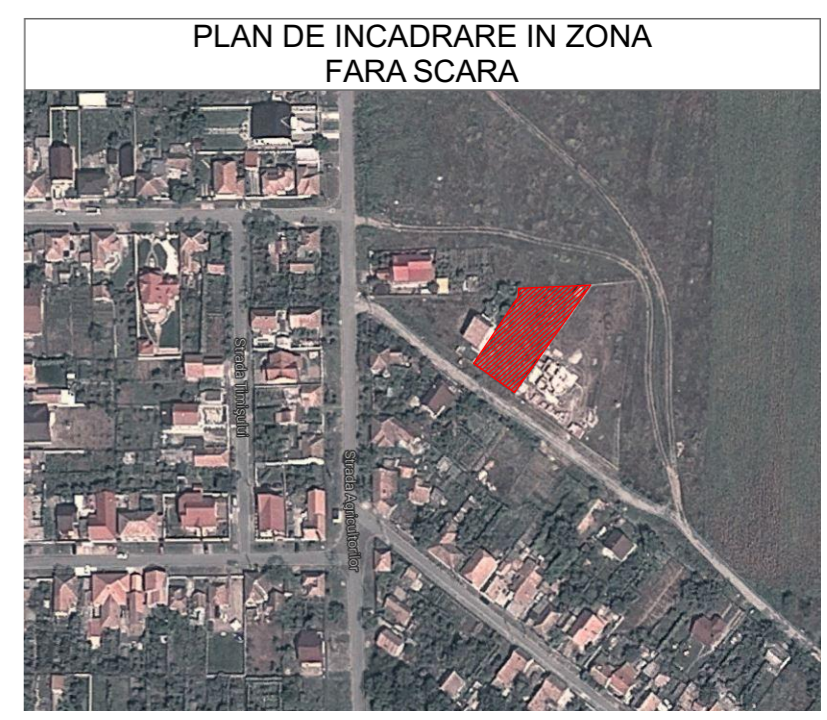 PLAN DE INCADRARE IN ZONA
FARA SCARA
Strada Timișului
Strada Agricultorilor